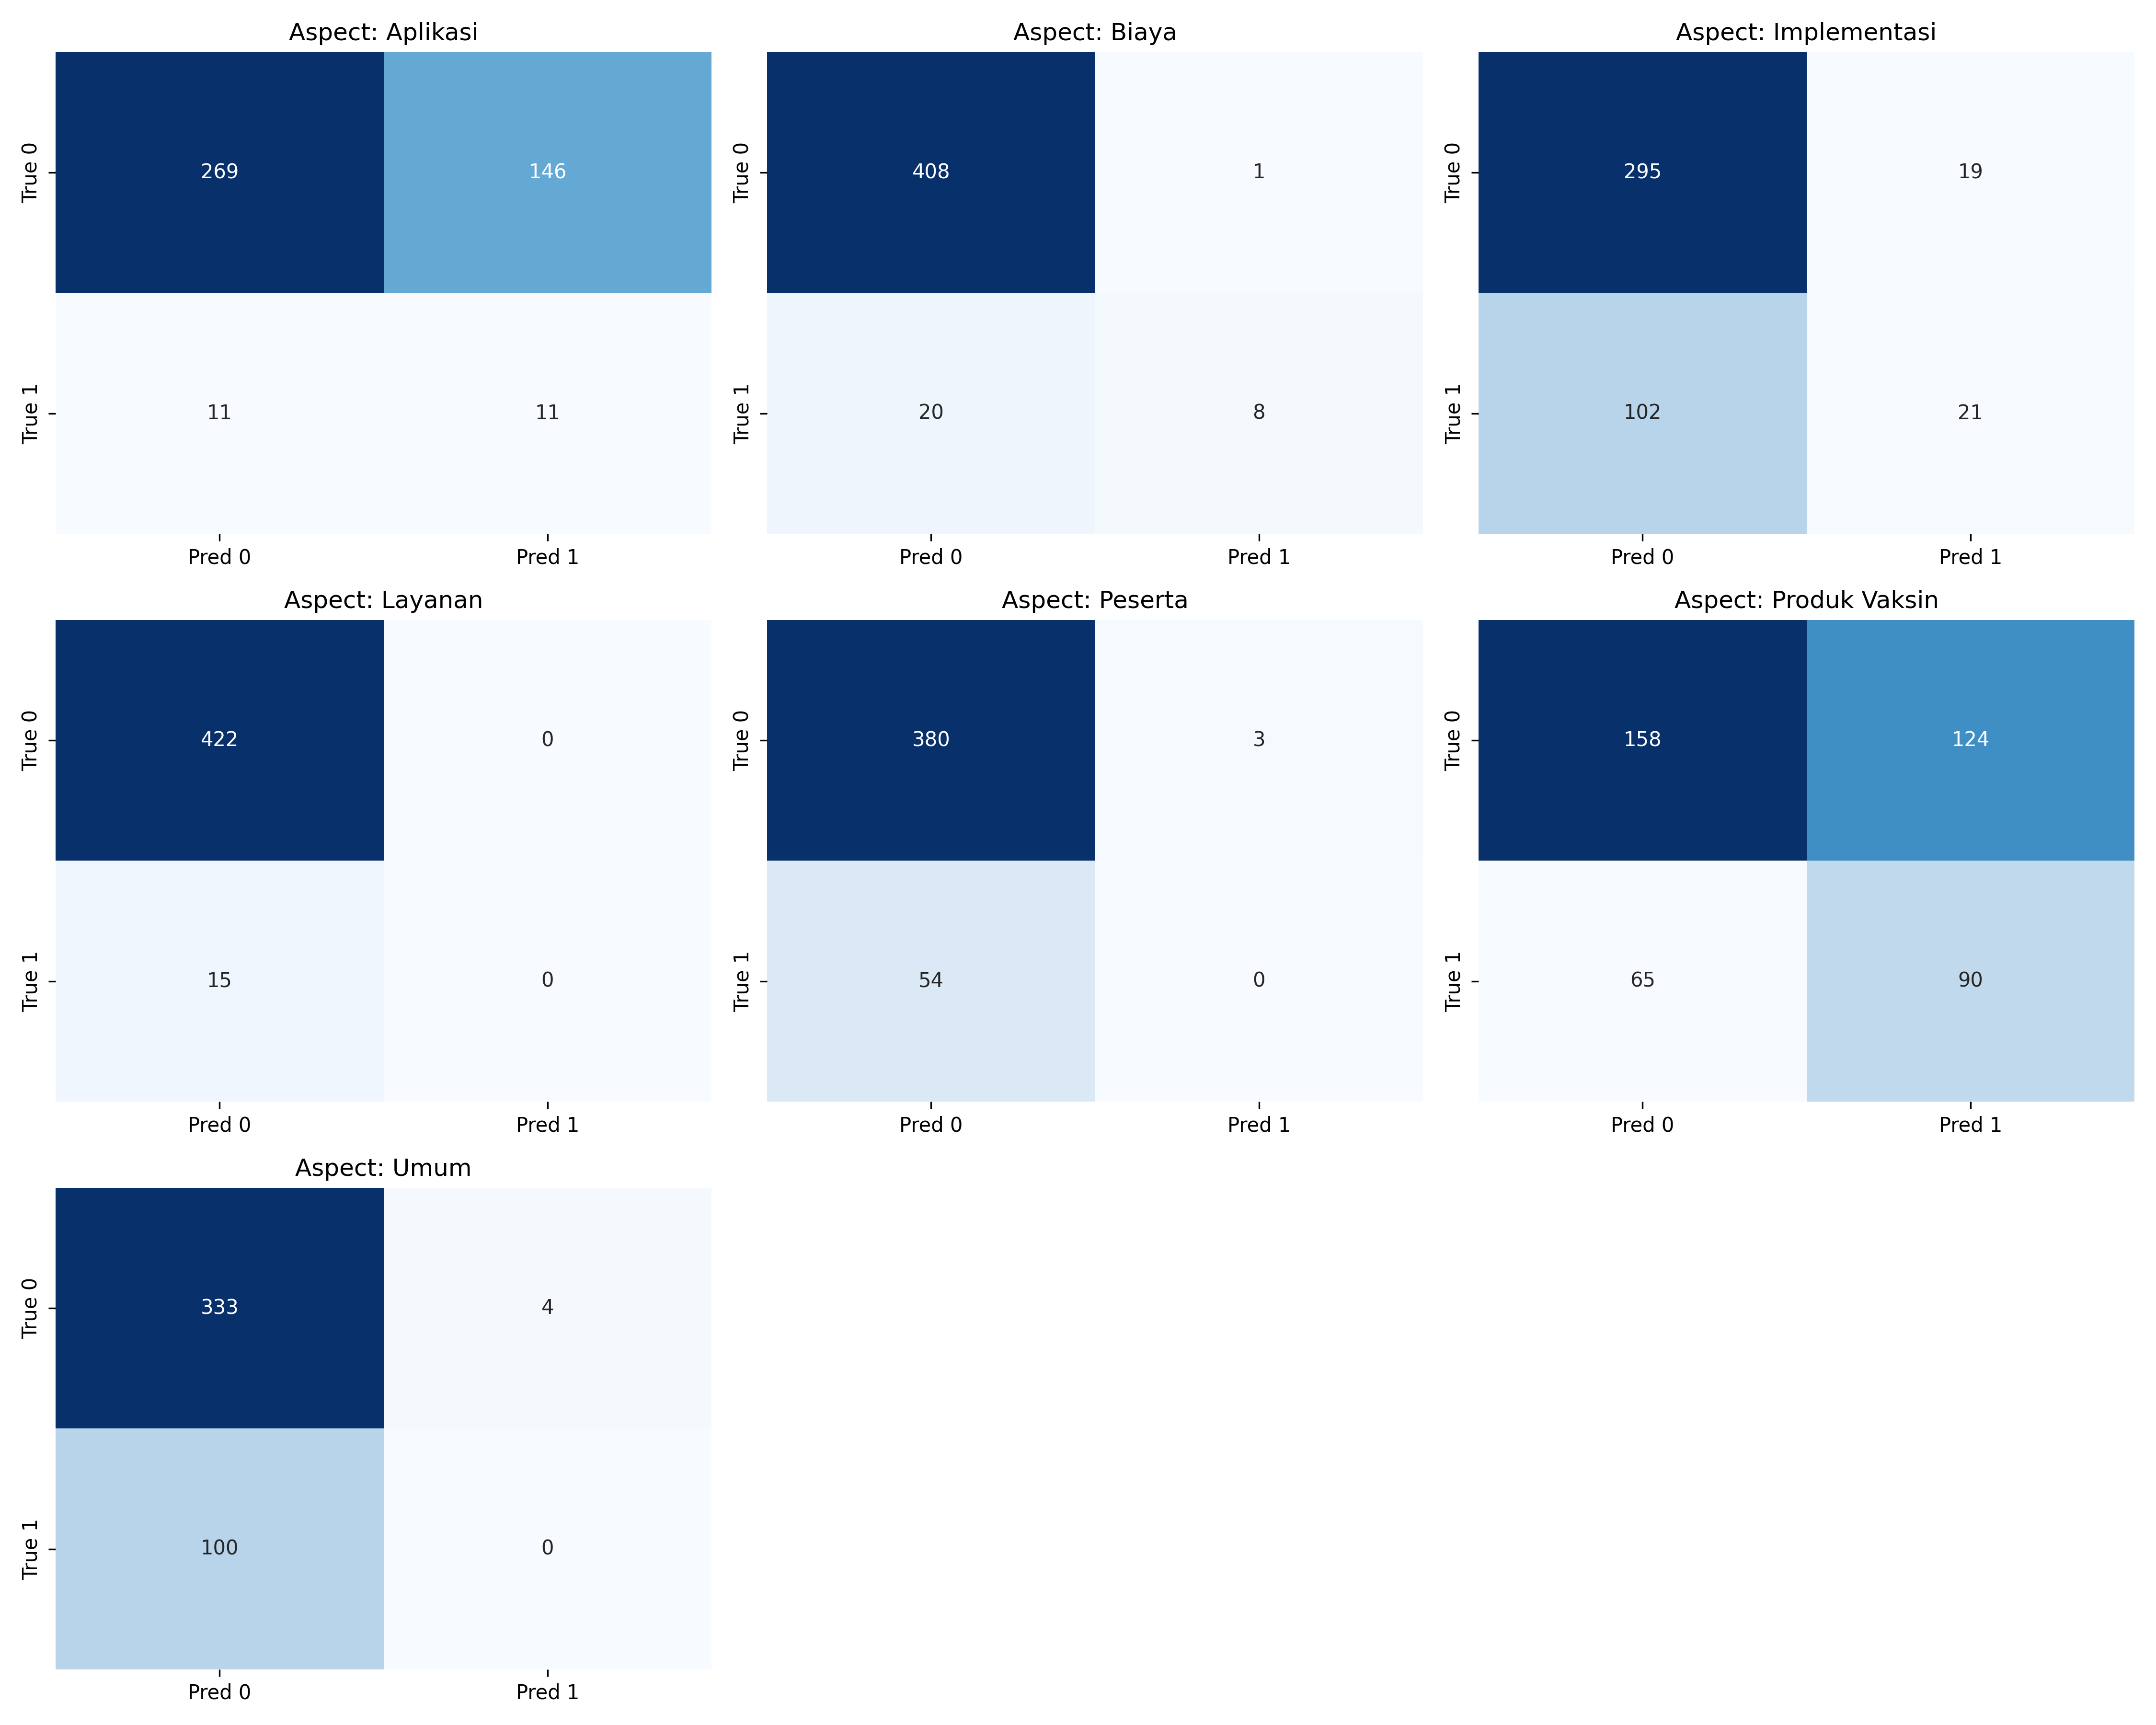 Aspect: Aplikasi
True 0
269
146
True 1
11
11
Pred 0
Pred 1
Aspect: Biaya
True 0
408
1
True 1
20
8
Pred 0
Pred 1
Aspect: Implementasi
True 0
295
19
True 1
102
21
Pred 0
Pred 1
Aspect: Layanan
True 0
422
0
True 1
15
0
Pred 0
Pred 1
Aspect: Peserta
True 0
380
3
True 1
54
0
Pred 0
Pred 1
Aspect: Produk Vaksin
True 0
158
124
True 1
65
90
Pred 0
Pred 1
Aspect: Umum
True 0
333
4
True 1
100
0
Pred 0
Pred 1